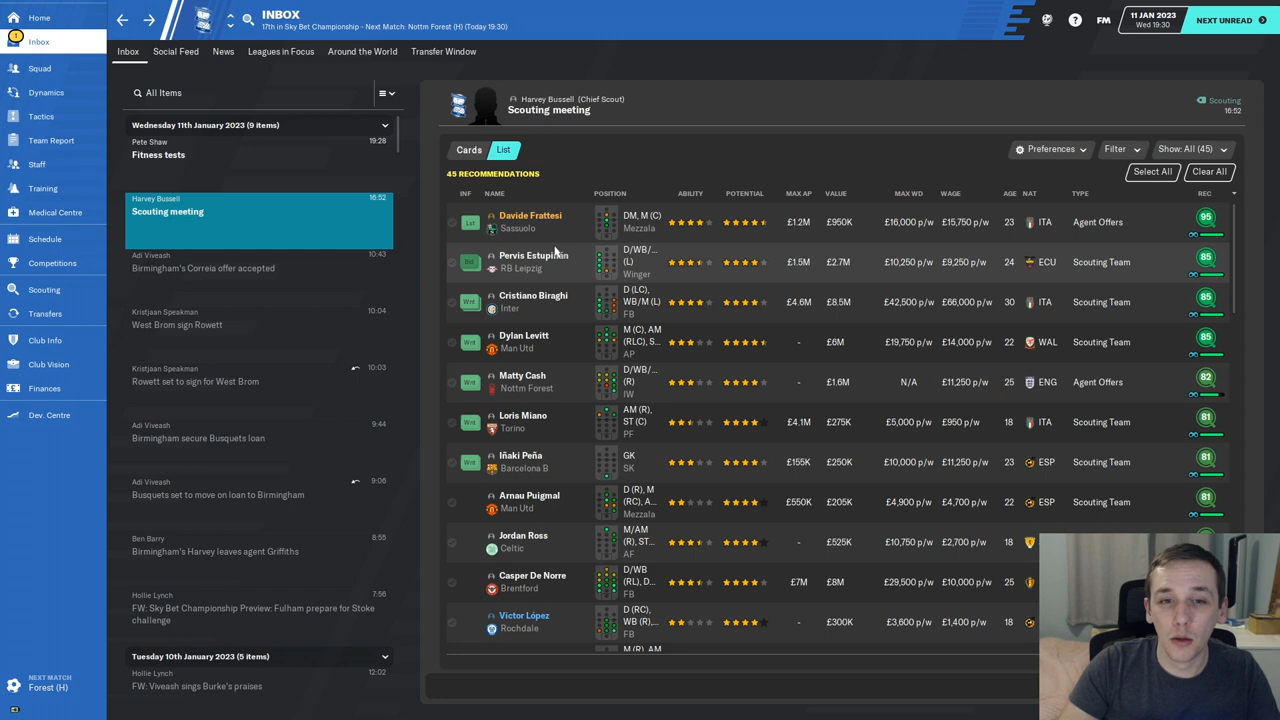 Home
1
Inbox
Squad
Dynamics
Tactics
Team Report
Staff
Training
Medical Centre
Schedule
Competitions
Scouting
Transfers
Club Info
Club Vision
Finances
Dev. Centre
NEXT MATCH
Forest (H)
INBOX
17th in Sky Bet Championship - Next Match: Nottm Forest (H) (Today 19:30)
?
FM
11 JAN 2023
Wed 19:30
NEXT UNREAD
Inbox
Social Feed
News
Leagues in Focus
Around the World
Transfer Window
All Items
Wednesday 11th January 2023 (9 items)
Pete Shaw 19:28
Fitness tests
Harvey Bussell 16:52
Scouting meeting
Adi Viveash 10:43
Birmingham's Correia offer accepted
Kristjaan Speakman 10:04
West Brom sign Rowett
Kristjaan Speakman 10:03
Rowett set to sign for West Brom
Adi Viveash 9:44
Birmingham secure Busquets loan
Adi Viveash 9:06
Busquets set to move on loan to Birmingham
Ben Barry 8:55
Birmingham's Harvey leaves agent Griffiths
Hollie Lynch 7:56
FW: Sky Bet Championship Preview: Fulham prepare for Stoke
challenge
Tuesday 10th January 2023 (5 items)
Hollie Lynch 12:02
FW: Viveash sings Burke's praises
Harvey Bussell (Chief Scout)
Scouting meeting
Scouting
16:52
Cards
List
Preferences
Filter
Show: All (45)
45 RECOMMENDATIONS
Select All
Clear All
INF NAME POSITION ABILITY POTENTIAL MAX AP VALUE MAX WD WAGE AGE NAT TYPE REC
Lst Davide Frattesi Sassuolo DM, M (C) Mezzala £1.2M £950K £16,000 p/w £15,750 p/w 23 ITA Agent Offers 95
Pervis Estupiñán RB Leipzig D/WB/... (L) Winger £1.5M £2.7M £10,250 p/w £9,250 p/w 24 ECU Scouting Team 85
Wnt Cristiano Biraghi Inter D (LC), WB/M (L) FB £4.6M £8.5M £42,500 p/w £66,000 p/w 30 ITA Scouting Team 85
Wnt Dylan Levitt Man Utd M (C), AM (RLC), S... AP - £6M £19,750 p/w £14,000 p/w 22 WAL Scouting Team 85
Wnt Matty Cash Nottm Forest D/WB/... (R) IW - £1.6M N/A £11,250 p/w 25 ENG Agent Offers 82
Wnt Loris Miano Torino AM (R), ST (C) PF £4.1M £275K £5,000 p/w £950 p/w 18 ITA Scouting Team 81
Wnt Iñaki Peña Barcelona B GK SK £155K £250K £10,000 p/w £11,250 p/w 23 ESP Scouting Team 81
Arnau Puigmal Man Utd D (R), M (RC), A... Mezzala £550K £205K £4,900 p/w £4,700 p/w 22 ESP Scouting Team 81
Jordan Ross Celtic M/AM (R), ST... AF - £525K £10,750 p/w £2,700 p/w 18
Casper De Norre Brentford D/WB (RL), D... FB £7M £8M £29,500 p/w £10,000 p/w 25
Victor López Rochdale D (RC), WB (R),... FB - £300K £3,600 p/w £1,400 p/w 18
M (R), AM